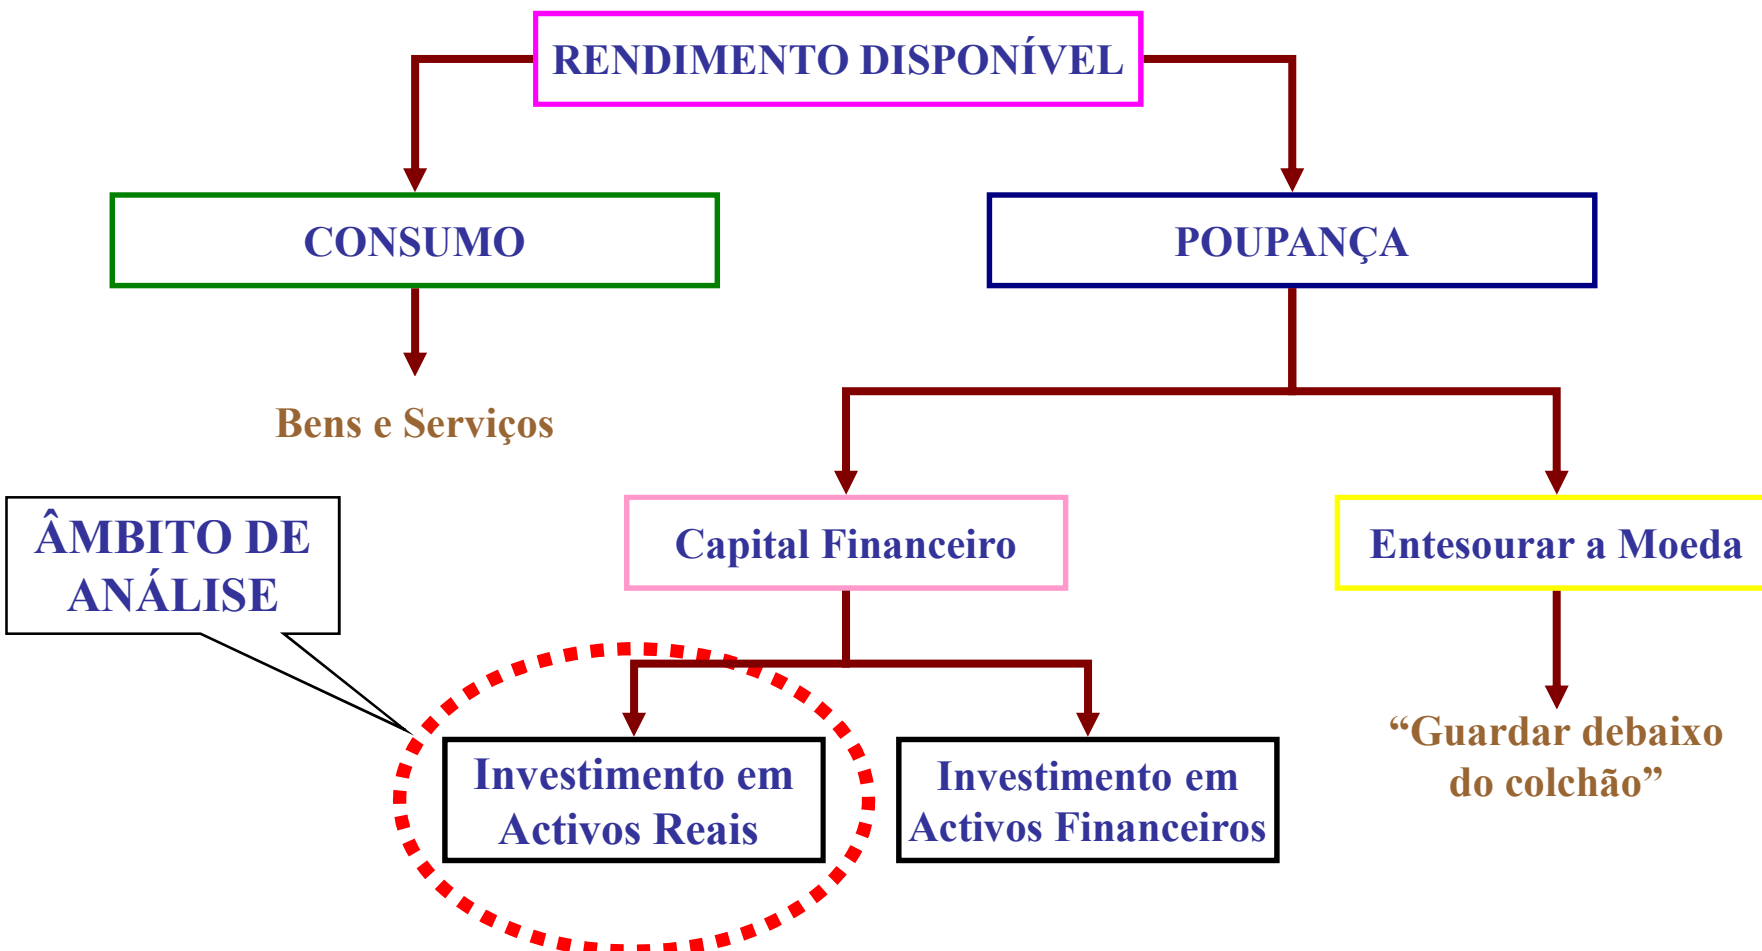 RENDIMENTO DISPONÍVEL
CONSUMO
POUPANÇA
Bens e Serviços
ÂMBITO DE
ANÁLISE
Capital Financeiro
Entesourar a Moeda
Investimento em
Activos Reais
Investimento em
Activos Financeiros
“Guardar debaixo
do colchão”